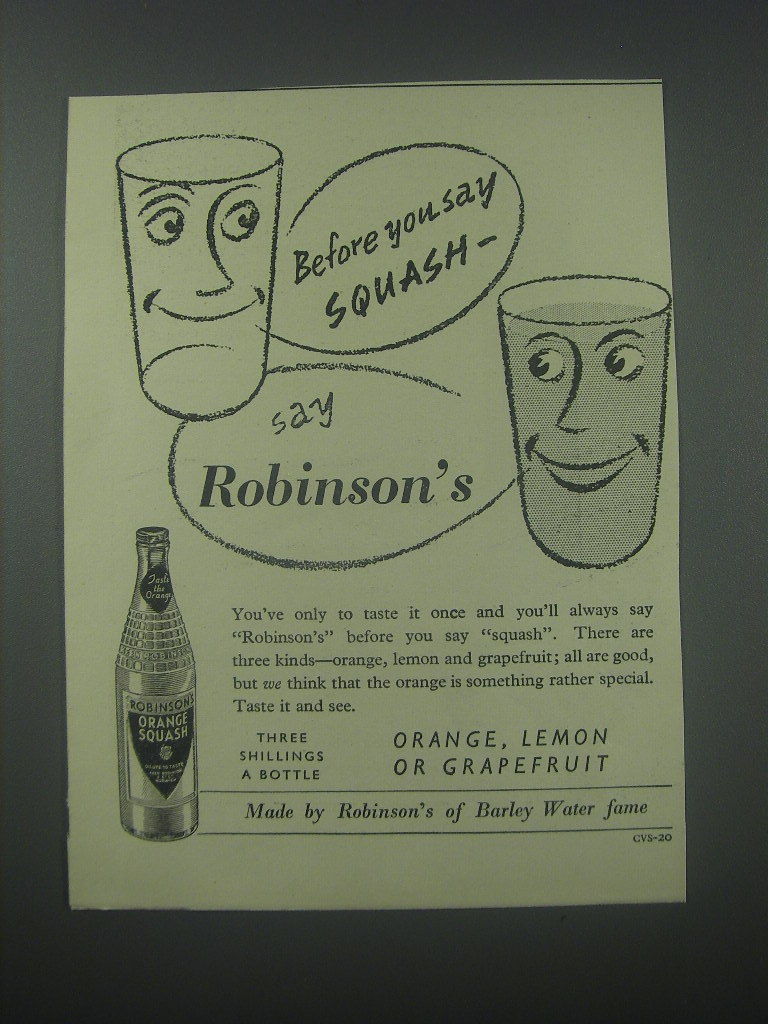 Before you say
SQUASH —
say
Robinson's
Taste
the
Orange
ROBINSON'S
ORANGE
SQUASH
You've only to taste it once and you'll always say
"Robinson's" before you say "squash". There are
three kinds—orange, lemon and grapefruit; all are good,
but we think that the orange is something rather special.
Taste it and see.
THREE
SHILLINGS
A BOTTLE
ORANGE, LEMON
OR GRAPEFRUIT
Made by Robinson's of Barley Water fame
CVS-20